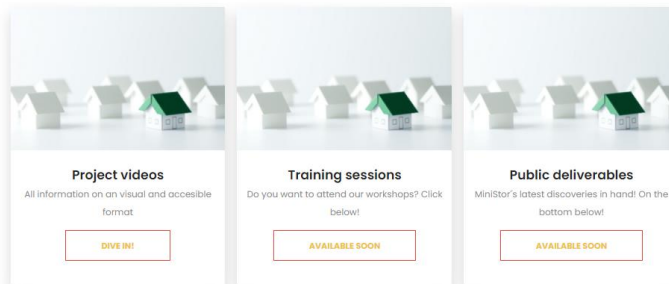 Project videos
All information on an visual and accesible
format
DIVE IN!
Training sessions
Do you want to attend our workshops? Click
below!
AVAILABLE SOON
Public deliverables
MiniStor's latest discoveries in hand! On the
bottom below!
AVAILABLE SOON